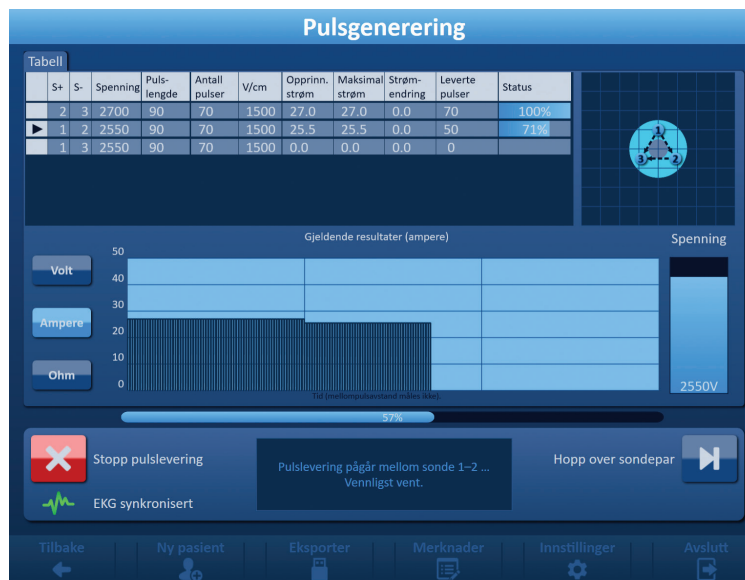 Pulsgenerering
Tabell
S+ S- Spenning Puls-lengde Antall pulser V/cm Opprinn. strøm Maksimal strøm Strøm-endring Leverte pulser Status
2 3 2700 90 70 1500 27.0 27.0 0.0 70 100%
1 2 2550 90 70 1500 25.5 25.5 0.0 50 71%
1 3 2550 90 70 1500 0.0 0.0 0.0 0
1
3 2
Gjeldende resultater (ampere)
Spenning
Volt
Ampere
Ohm
50
40
30
20
10
0
Tid (mellompulsavstand måles ikke).
2550V
57%
Stopp pulslevering
Pulslevering pågår mellom sonde 1–2 ...
Vennligst vent.
Hopp over sondepar
EKG synkronisert
Tilbake Ny pasient Eksporter Merknader Innstillinger Avslutt